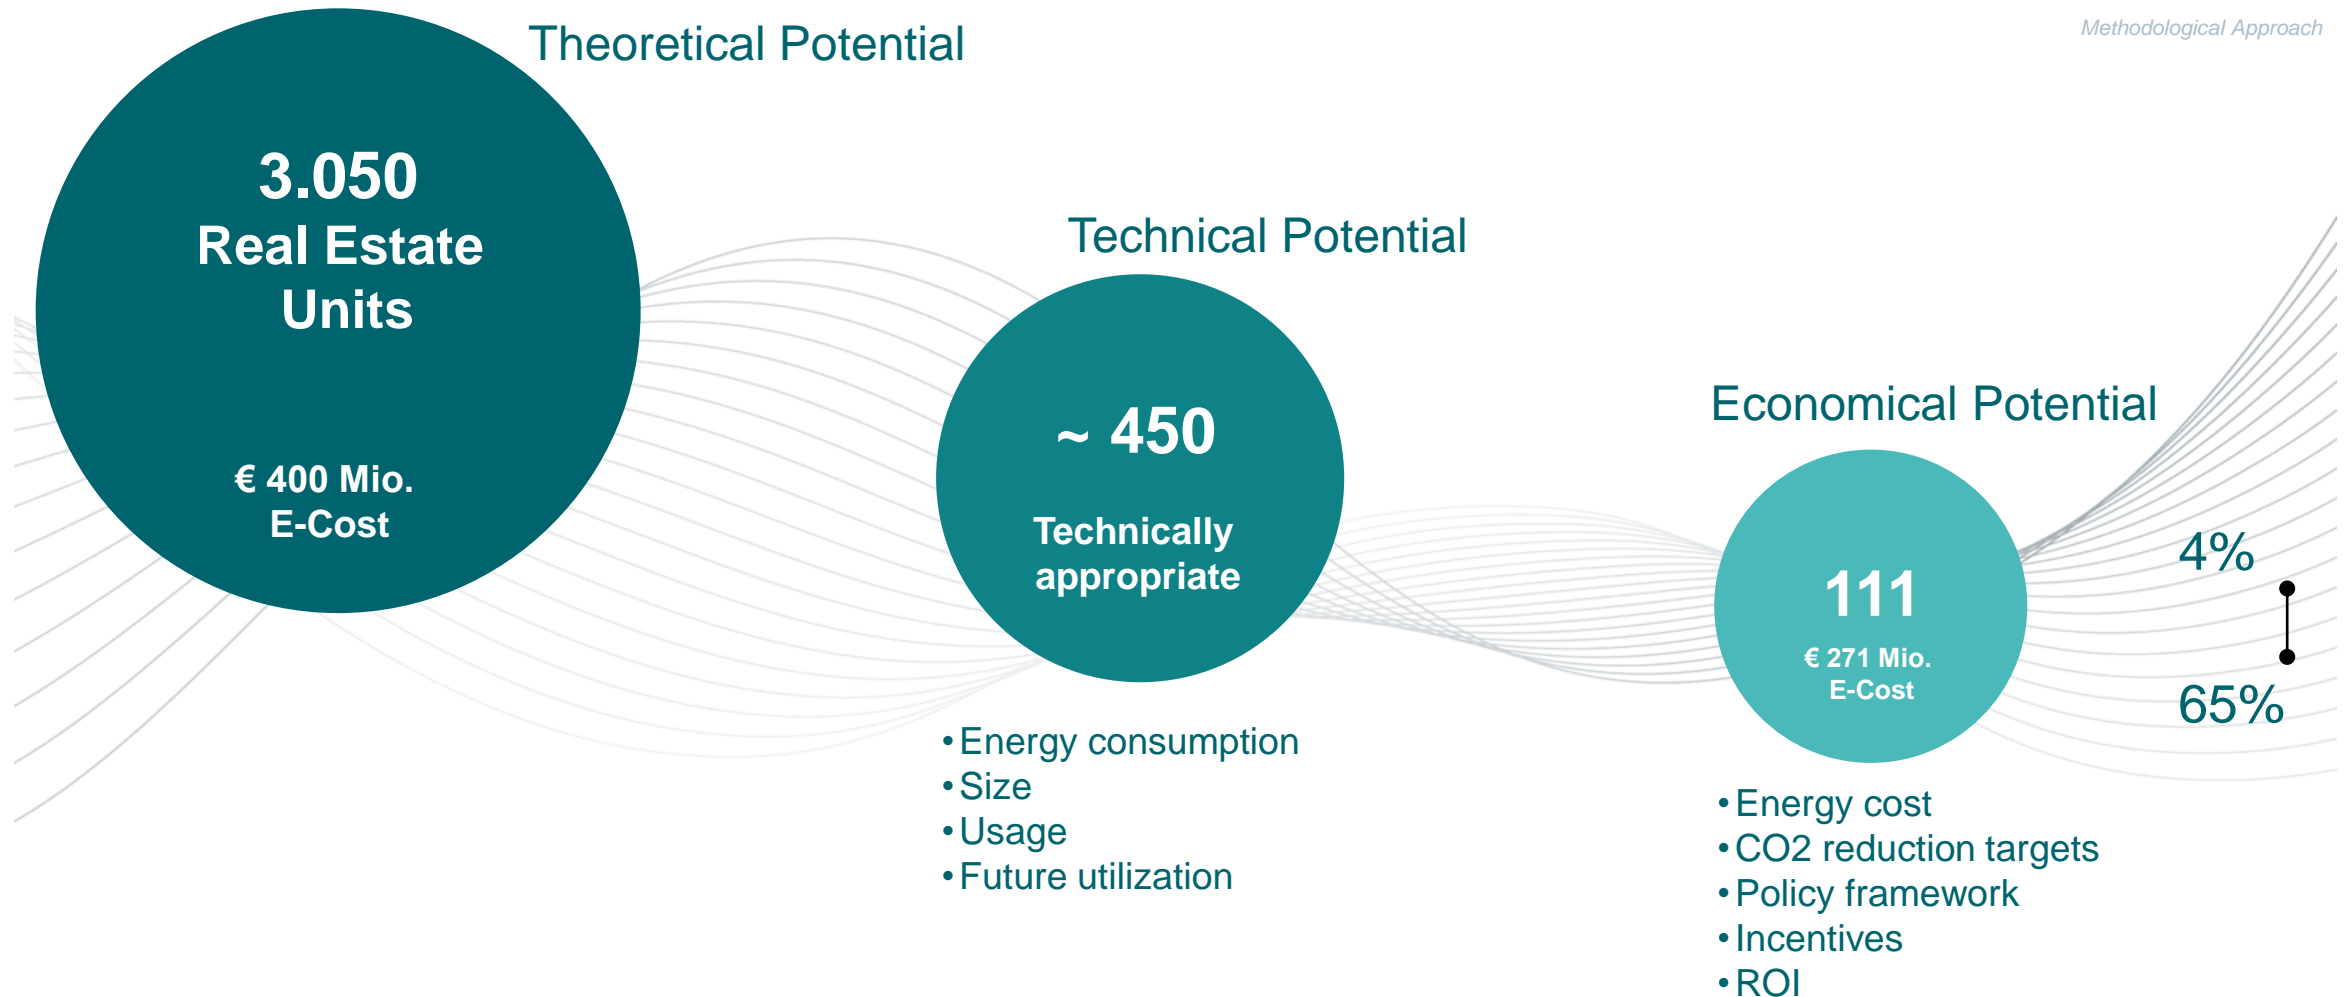 Methodological Approach
Theoretical Potential
3.050
Real Estate
Units
€ 400 Mio.
E-Cost
Technical Potential
~ 450
Technically
appropriate
• Energy consumption
• Size
• Usage
• Future utilization
Economical Potential
111
€ 271 Mio.
E-Cost
• Energy cost
• CO2 reduction targets
• Policy framework
• Incentives
• ROI
4%
65%